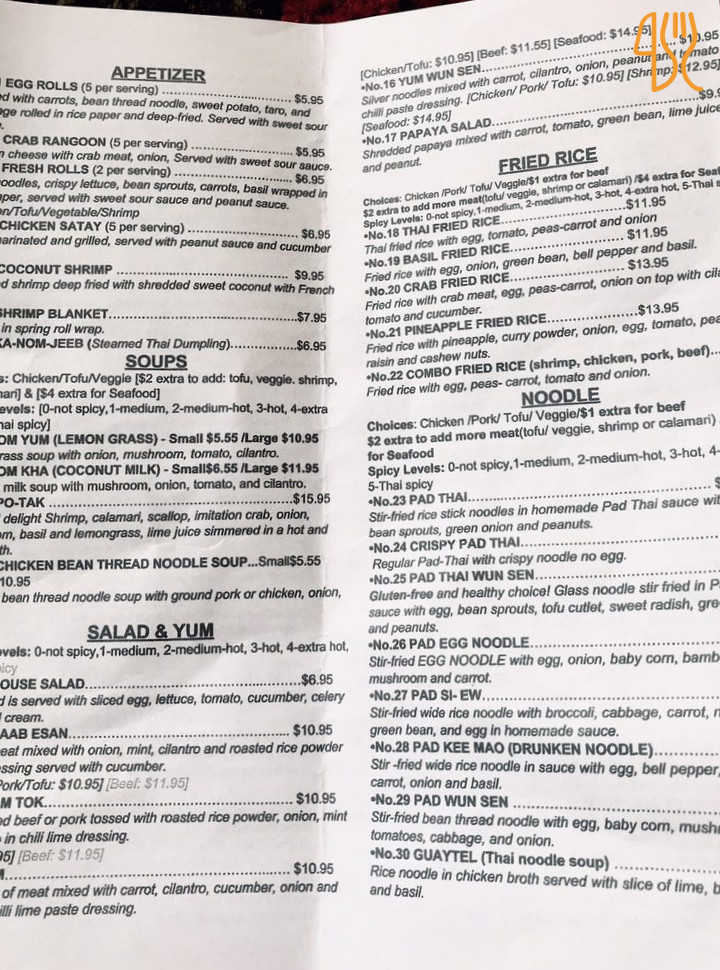 APPETIZER
EGG ROLLS (5 per serving) ........ $5.95
with carrots, bean thread noodle, sweet potato, taro, and
rolled in rice paper and deep-fried. Served with sweet sour
CRAB RANGOON (5 per serving) ........ $5.95
cheese with crab meat, onion, Served with sweet sour sauce.
FRESH ROLLS (2 per serving) ........ $6.95
noodles, crispy lettuce, bean sprouts, carrots, basil wrapped in
served with sweet sour sauce and peanut sauce.
/Tofu/Vegetable/Shrimp
CHICKEN SATAY (5 per serving) ........ $6.95
marinated and grilled, served with peanut sauce and cucumber
COCONUT SHRIMP ........ $9.95
shrimp deep fried with shredded sweet coconut with French
SHRIMP BLANKET........$7.95
in spring roll wrap.
KA-NOM-JEEB (Steamed Thai Dumpling)........$6.95
SOUPS
s: Chicken/Tofu/Veggie [$2 extra to add: tofu, veggie. shrimp,
] & [$4 extra for Seafood]
evels: [0-not spicy,1-medium, 2-medium-hot, 3-hot, 4-extra
hai spicy]
OM YUM (LEMON GRASS) - Small $5.55 /Large $10.95
rass soup with onion, mushroom, tomato, cilantro.
OM KHA (COCONUT MILK) - Small$6.55 /Large $11.95
milk soup with mushroom, onion, tomato, and cilantro.
PO-TAK ........$15.95
delight Shrimp, calamari, scallop, imitation crab, onion,
om, basil and lemongrass, lime juice simmered in a hot and
th.
CHICKEN BEAN THREAD NOODLE SOUP...Small$5.55
10.95
bean thread noodle soup with ground pork or chicken, onion,
SALAD & YUM
evels: 0-not spicy,1-medium, 2-medium-hot, 3-hot, 4-extra hot,
icy
OUSE SALAD........$6.95
d is served with sliced egg, lettuce, tomato, cucumber, celery
cream.
AAB ESAN........ $10.95
eat mixed with onion, mint, cilantro and roasted rice powder
ssing served with cucumber.
Pork/Tofu: $10.95] [Beef: $11.95]
M TOK........ $10.95
ed beef or pork tossed with roasted rice powder, onion, mint
in chili lime dressing.
95] [Beef: $11.95]
........ $10.95
of meat mixed with carrot, cilantro, cucumber, onion and
illi lime paste dressing.
[Chicken/Tofu: $10.95] [Beef: $11.55] [Seafood: $14.95]
•No.16 YUM WUN SEN........ $10.95
Silver noodles mixed with carrot, cilantro, onion, peanut and tomato
chilli paste dressing. [Chicken/ Pork/ Tofu: $10.95] [Shrimp: $12.95]
[Seafood: $14.95]
•No.17 PAPAYA SALAD........$9.9
Shredded papaya mixed with carrot, tomato, green bean, lime juice
and peanut.
FRIED RICE
Choices: Chicken /Pork/ Tofu/ Veggie/$1 extra for beef
$2 extra to add more meat(tofu/ veggie, shrimp or calamari) /$4 extra for Seaf
Spicy Levels: 0-not spicy,1-medium, 2-medium-hot, 3-hot, 4-extra hot, 5-Thai s
•No.18 THAI FRIED RICE........$11.95
Thai fried rice with egg, tomato, peas-carrot and onion
•No.19 BASIL FRIED RICE........ $11.95
Fried rice with egg, onion, green bean, bell pepper and basil.
•No.20 CRAB FRIED RICE........ $13.95
Fried rice with crab meat, egg, peas-carrot, onion on top with cila
tomato and cucumber.
•No.21 PINEAPPLE FRIED RICE........$13.95
Fried rice with pineapple, curry powder, onion, egg, tomato, pea
raisin and cashew nuts.
•No.22 COMBO FRIED RICE (shrimp, chicken, pork, beef)...
Fried rice with egg, peas- carrot, tomato and onion.
NOODLE
Choices: Chicken /Pork/ Tofu/ Veggie/$1 extra for beef
$2 extra to add more meat(tofu/ veggie, shrimp or calamari)
for Seafood
Spicy Levels: 0-not spicy,1-medium, 2-medium-hot, 3-hot, 4-
5-Thai spicy
•No.23 PAD THAI........ $
Stir-fried rice stick noodles in homemade Pad Thai sauce wit
bean sprouts, green onion and peanuts.
•No.24 CRISPY PAD THAI........
Regular Pad-Thai with crispy noodle no egg.
•No.25 PAD THAI WUN SEN........
Gluten-free and healthy choice! Glass noodle stir fried in P
sauce with egg, bean sprouts, tofu cutlet, sweet radish, gre
and peanuts.
•No.26 PAD EGG NOODLE........
Stir-fried EGG NOODLE with egg, onion, baby corn, bamb
mushroom and carrot.
•No.27 PAD SI- EW........
Stir-fried wide rice noodle with broccoli, cabbage, carrot,
green bean, and egg in homemade sauce.
•No.28 PAD KEE MAO (DRUNKEN NOODLE)........
Stir -fried wide rice noodle in sauce with egg, bell pepper,
carrot, onion and basil.
•No.29 PAD WUN SEN ........
Stir-fried bean thread noodle with egg, baby corn, mush
tomatoes, cabbage, and onion.
•No.30 GUAYTEL (Thai noodle soup) ........
Rice noodle in chicken broth served with slice of lime, b
and basil.